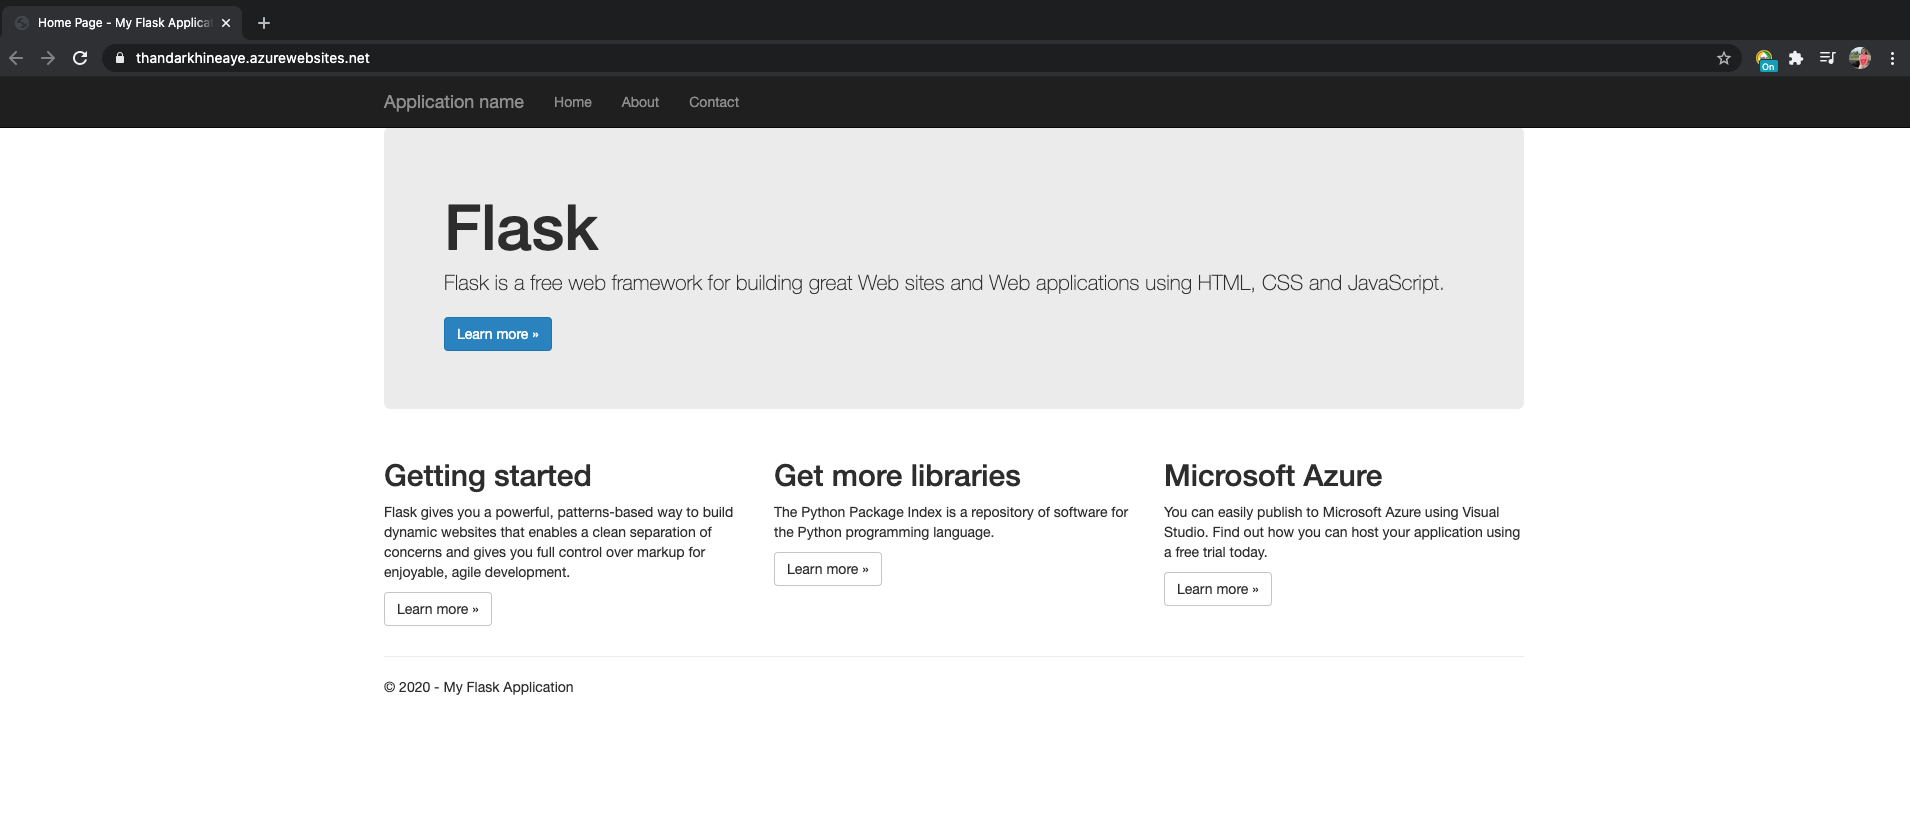 Home Page - My Flask Applicat
thandarkhineaye.azurewebsites.net
On
Application name Home About Contact
Flask
Flask is a free web framework for building great Web sites and Web applications using HTML, CSS and JavaScript.
Learn more »
Getting started
Flask gives you a powerful, patterns-based way to build
dynamic websites that enables a clean separation of
concerns and gives you full control over markup for
enjoyable, agile development.
Learn more »
Get more libraries
The Python Package Index is a repository of software for
the Python programming language.
Learn more »
Microsoft Azure
You can easily publish to Microsoft Azure using Visual
Studio. Find out how you can host your application using
a free trial today.
Learn more »
© 2020 - My Flask Application